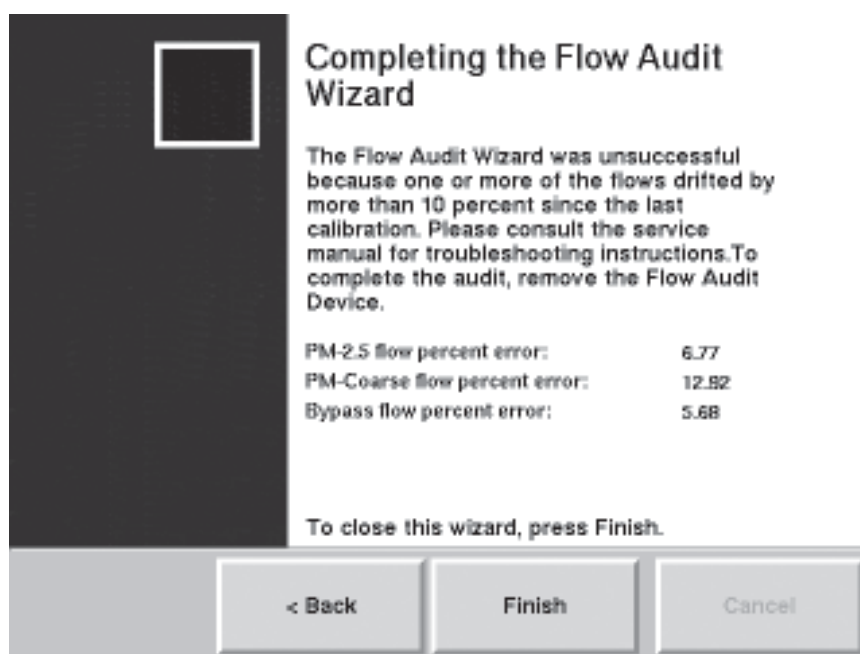 Completing the Flow Audit
Wizard
The Flow Audit Wizard was unsuccessful
because one or more of the flows drifted by
more than 10 percent since the last
calibration. Please consult the service
manual for troubleshooting instructions.To
complete the audit, remove the Flow Audit
Device.
PM-2.5 flow percent error: 6.77
PM-Coarse flow percent error: 12.92
Bypass flow percent error: 5.68
To close this wizard, press Finish.
< Back Finish Cancel